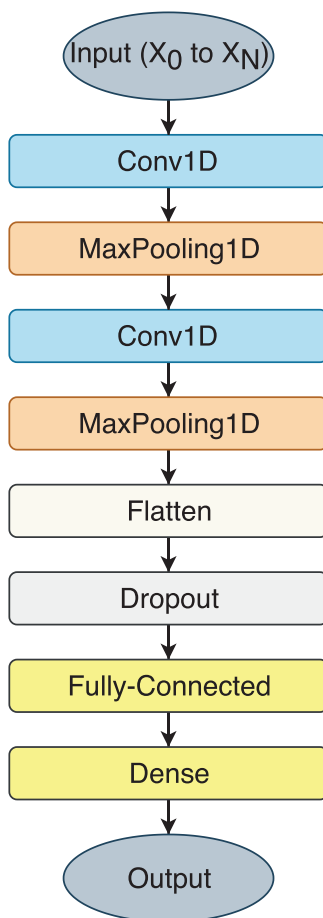 Input (X0 to XN)
Conv1D
MaxPooling1D
Conv1D
MaxPooling1D
Flatten
Dropout
Fully-Connected
Dense
Output